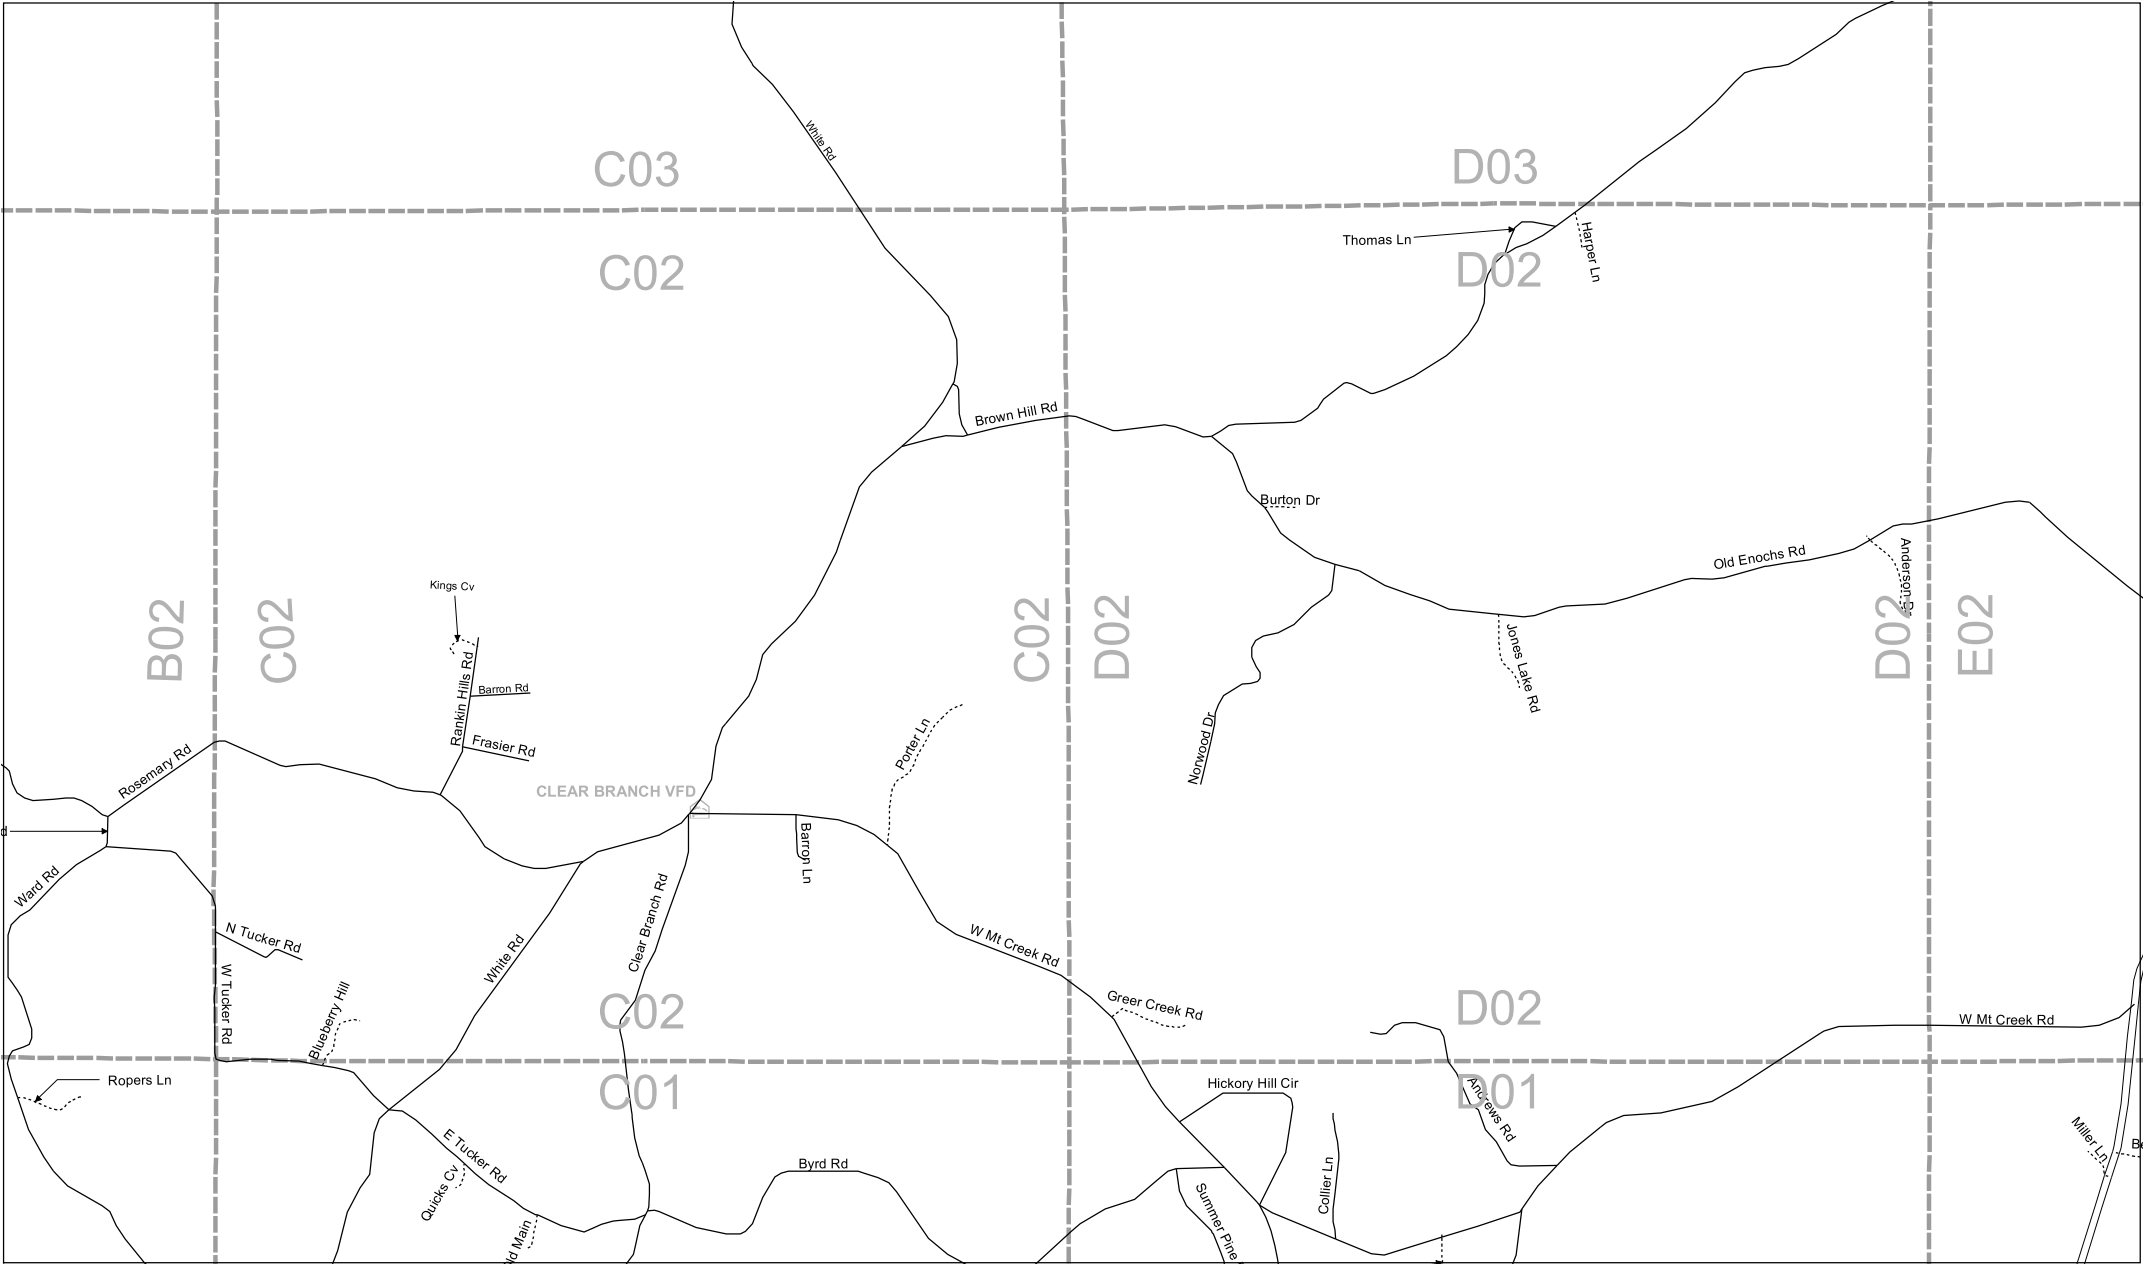 White Rd
C03
D03
C02
D02
Thomas Ln
Harper Ln
Brown Hill Rd
Burton Dr
Old Enochs Rd
Anderson Dr
Kings Cv
B02
C02
C02
D02
D02
E02
Rankin Hills Rd
Barron Rd
Frasier Rd
Jones Lake Rd
Norwood Dr
Porter Ln
Rosemary Rd
CLEAR BRANCH VFD
d
Barron Ln
Ward Rd
Clear Branch Rd
N Tucker Rd
White Rd
W Mt Creek Rd
W Tucker Rd
Blueberry Hill
C02
Greer Creek Rd
D02
W Mt Creek Rd
Ropers Ln
C01
Hickory Hill Cir
D01
Andrews Rd
Miller Ln
Be
E Tucker Rd
Quicks Cv
Byrd Rd
Collier Ln
Summer Pine
ld Main